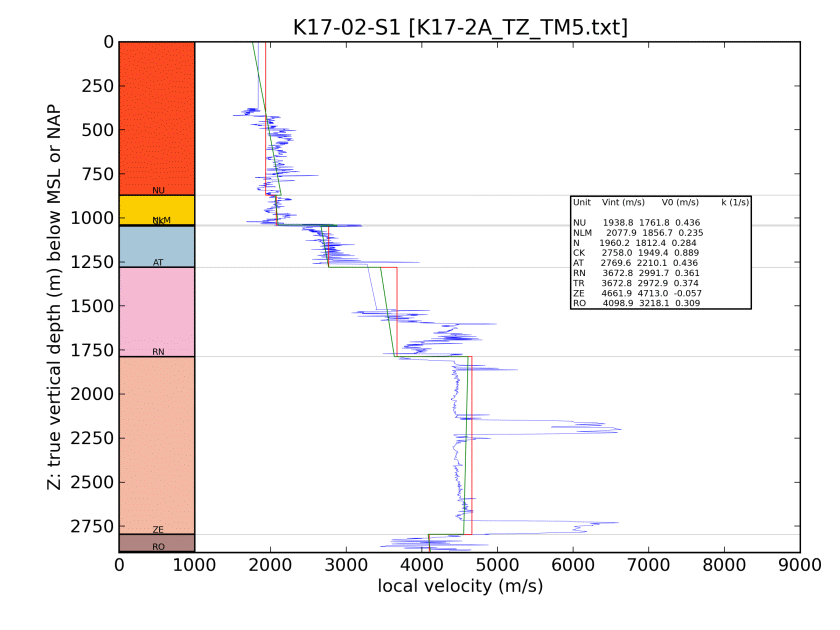 K17-02-S1 [K17-2A_TZ_TM5.txt]
Z: true vertical depth (m) below MSL or NAP
0
250
500
750
1000
1250
1500
1750
2000
2250
2500
2750
NU
NLM
AT
RN
ZE
RO
Unit Vint (m/s) V0 (m/s) k (1/s)
NU 1938.8 1761.8 0.436
NLM 2077.9 1856.7 0.235
N 1960.2 1812.4 0.284
CK 2758.0 1949.4 0.889
AT 2769.6 2210.1 0.436
RN 3672.8 2991.7 0.361
TR 3672.8 2972.9 0.374
ZE 4661.9 4713.0 -0.057
RO 4098.9 3218.1 0.309
0 1000 2000 3000 4000 5000 6000 7000 8000 9000
local velocity (m/s)